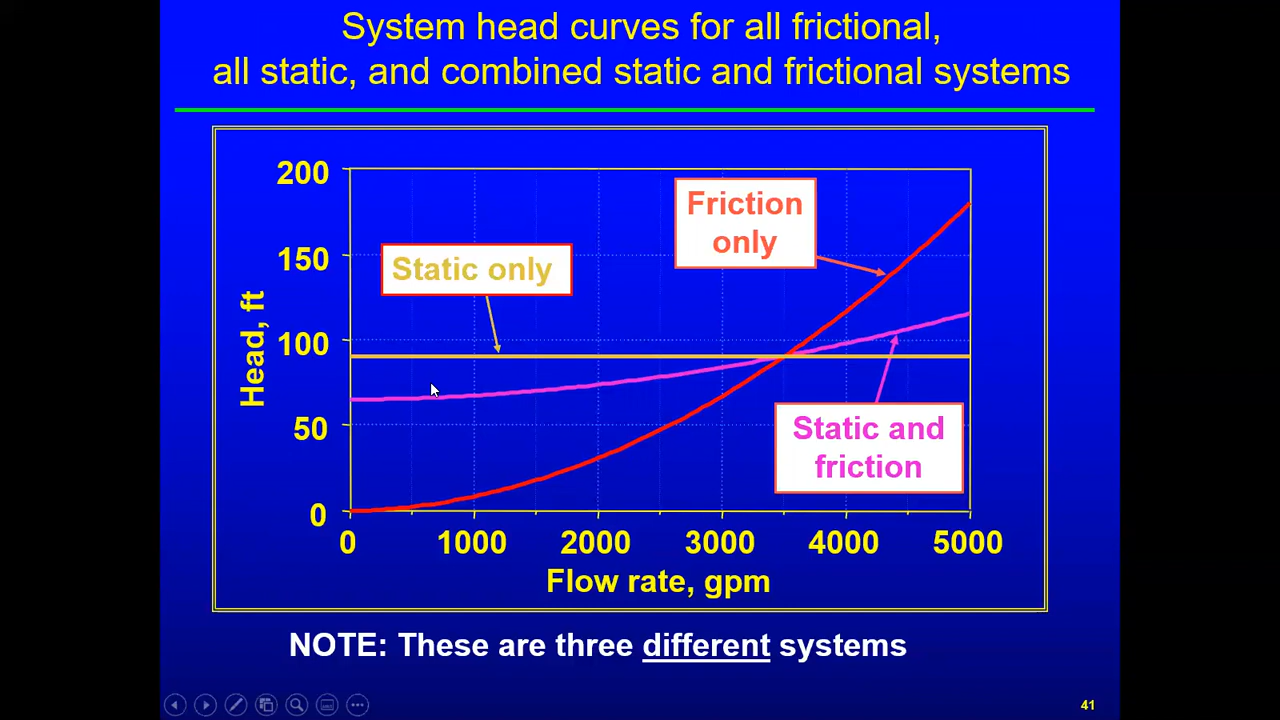 System head curves for all frictional,
all static, and combined static and frictional systems
200
150
100
50
0
Head, ft
Static only
Friction
only
Static and
friction
0 1000 2000 3000 4000 5000
Flow rate, gpm
NOTE: These are three different systems
41